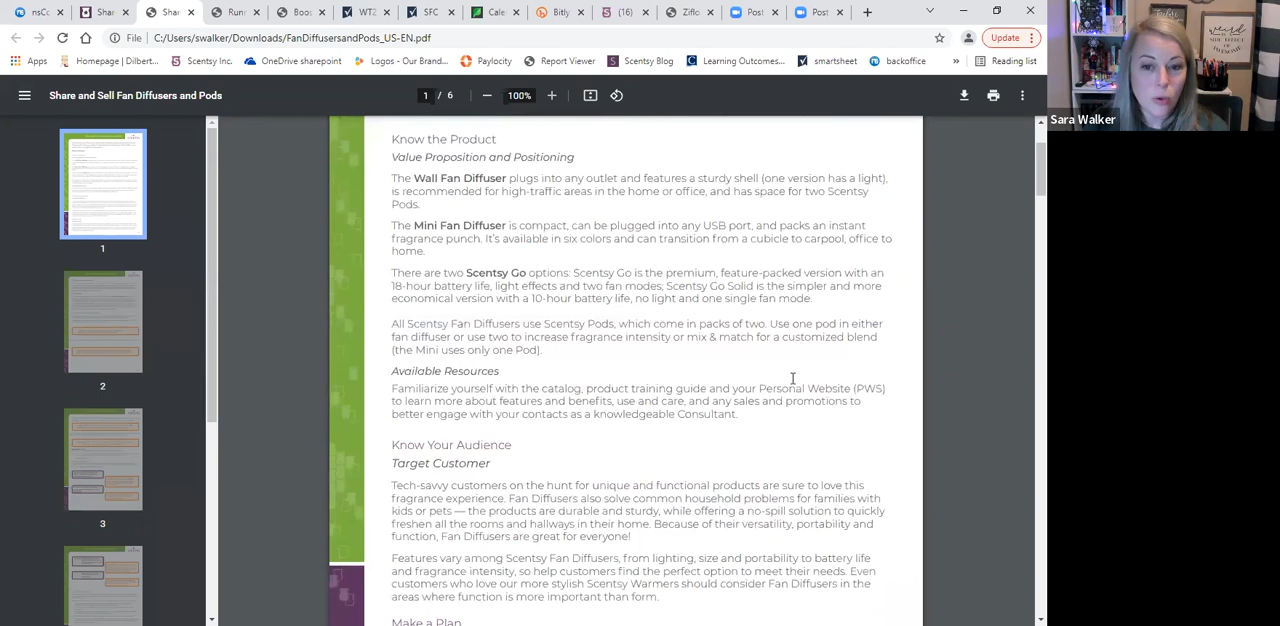 nsCc
Shar
Shar
Runr
Boos
WT2
SFC
Cale
Bitly
(16)
Ziflo
Post
Post
File C:/Users/swalker/Downloads/FanDiffusersandPods_US-EN.pdf
Update
Apps
Homepage | Dilbert...
Scentsy Inc.
OneDrive sharepoint
Logos - Our Brand...
Paylocity
Report Viewer
Scentsy Blog
Learning Outcomes...
smartsheet
backoffice
»
Reading list
Share and Sell Fan Diffusers and Pods
1 / 6
100%
Sara Walker
1
2
3
Know the Product
Value Proposition and Positioning
The Wall Fan Diffuser plugs into any outlet and features a sturdy shell (one version has a light),
is recommended for high-traffic areas in the home or office, and has space for two Scentsy
Pods.
The Mini Fan Diffuser is compact, can be plugged into any USB port, and packs an instant
fragrance punch. It's available in six colors and can transition from a cubicle to carpool, office to
home.
There are two Scentsy Go options. Scentsy Go is the premium, feature-packed version with an
18-hour battery life, light effects and two fan modes; Scentsy Go Solid is the simpler and more
economical version with a 10-hour battery life, no light and one single fan mode.
All Scentsy Fan Diffusers use Scentsy Pods, which come in packs of two. Use one pod in either
fan diffuser or use two to increase fragrance intensity or mix & match for a customized blend
(the Mini uses only one Pod).
Available Resources
Familiarize yourself with the catalog, product training guide and your Personal Website (PWS)
to learn more about features and benefits, use and care, and any sales and promotions to
better engage with your contacts as a knowledgeable Consultant.
Know Your Audience
Target Customer
Tech-savvy customers on the hunt for unique and functional products are sure to love this
fragrance experience. Fan Diffusers also solve common household problems for families with
kids or pets — the products are durable and sturdy, while offering a no-spill solution to quickly
freshen all the rooms and hallways in their home. Because of their versatility, portability and
function, Fan Diffusers are great for everyone!
Features vary among Scentsy Fan Diffusers, from lighting, size and portability to battery life
and fragrance intensity, so help customers find the perfect option to meet their needs. Even
customers who love our more stylish Scentsy Warmers should consider Fan Diffusers in the
areas where function is more important than form.
Make a Plan